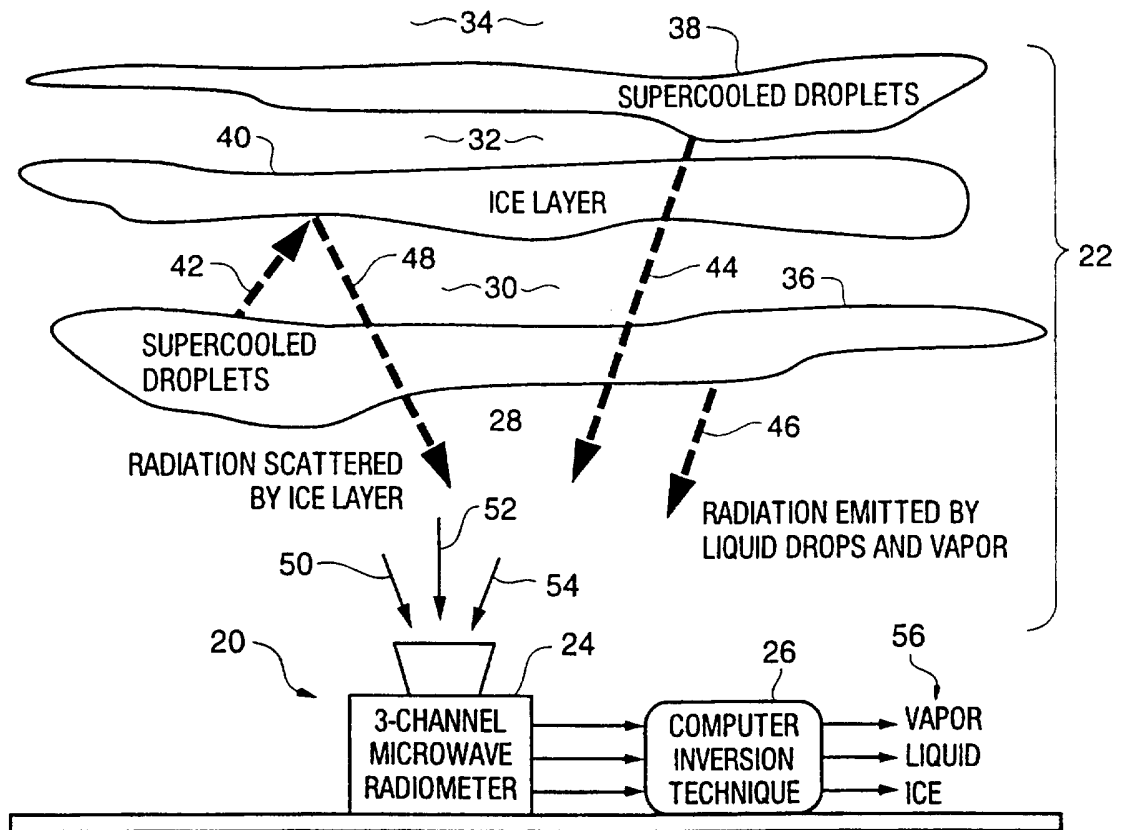 34
38
SUPERCOOLED DROPLETS
32
40
ICE LAYER
42
48
44
22
30
36
SUPERCOOLED
DROPLETS
28
46
RADIATION SCATTERED
BY ICE LAYER
52
RADIATION EMITTED BY
LIQUID DROPS AND VAPOR
50
54
20
24
26
56
3-CHANNEL
MICROWAVE
RADIOMETER
COMPUTER
INVERSION
TECHNIQUE
VAPOR
LIQUID
ICE